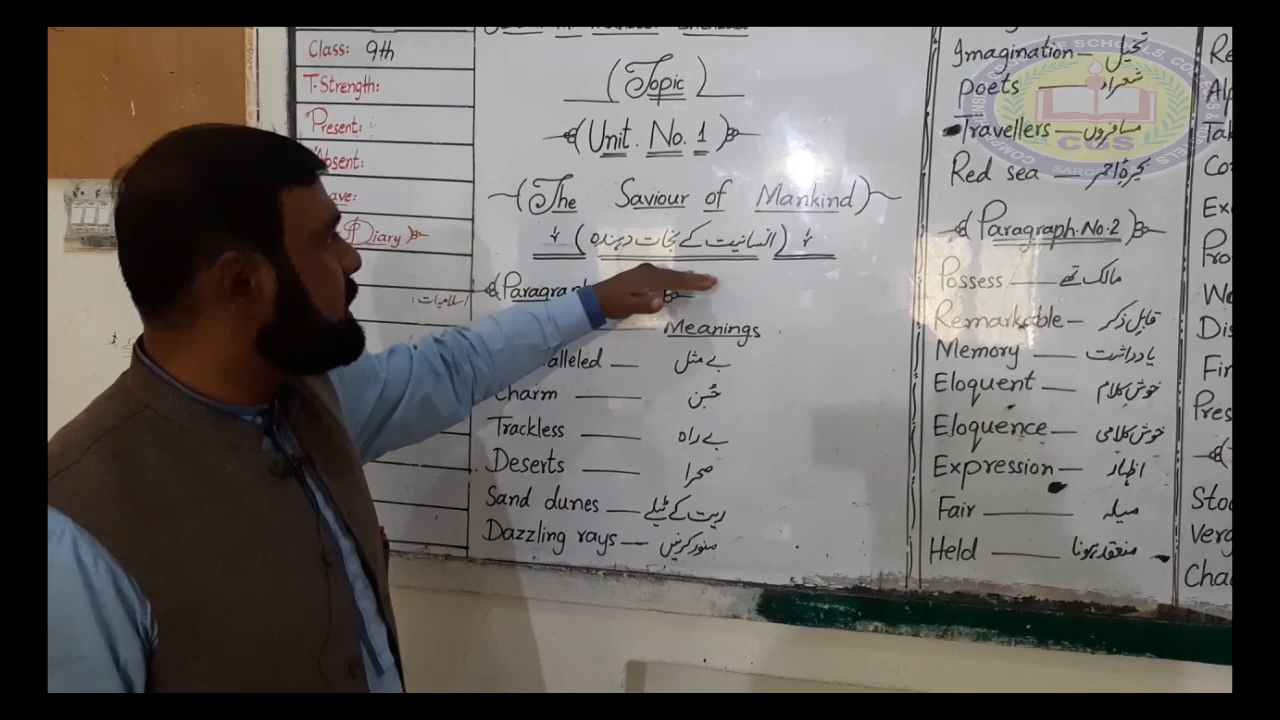 Class: 9th
T-Strength:
Present:
Absent:
Diary
اسلامیات:
(Topic)
(Unit. No. 1)
(The Saviour of Mankind)
(انسانیت کے نجات دہندہ)
Paragraph
Meanings
alleled — بے مثل
Charm — حُسن
Trackless — بے راہ
Deserts — صحرا
Sand dunes — ریت کے ٹیلے
Dazzling rays — منور کرنیں
Imagination — تخیل
Poets — شعراء
Travellers — مسافروں
Red sea — بحیرہ احمر
(Paragraph. No. 2)
Possess — مالک تھے
Remarkable — قابلِ ذکر
Memory — یادداشت
Eloquent — خوش کلام
Eloquence — خوش کلامی
Expression — اظہار
Fair — میلہ
Held — منعقد ہونا
CGS